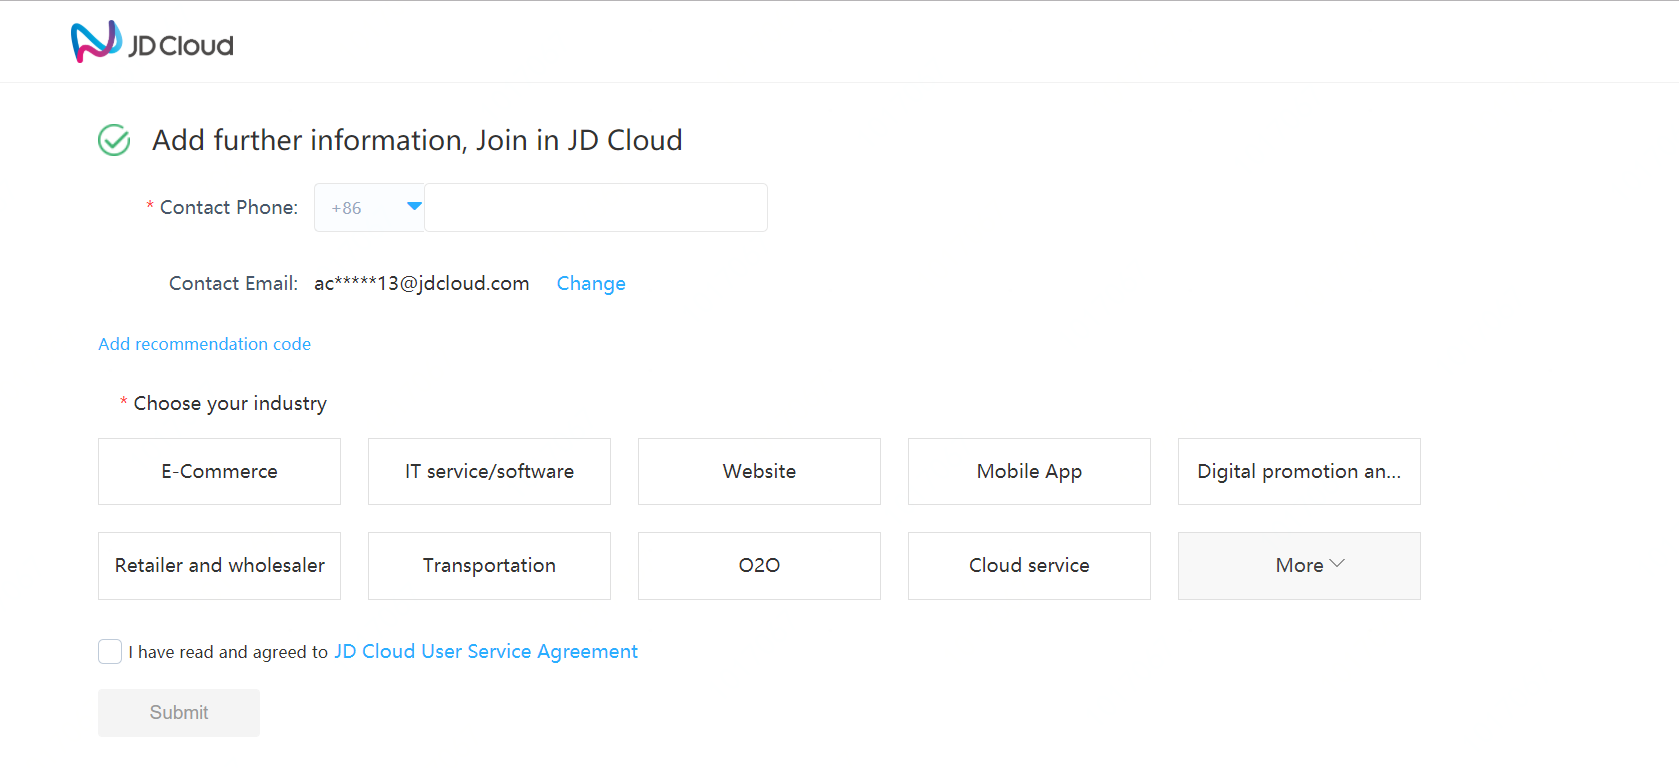 JD Cloud
Add further information, Join in JD Cloud
* Contact Phone: +86
Contact Email: ac*****13@jdcloud.com Change
Add recommendation code
* Choose your industry
E-Commerce IT service/software Website Mobile App Digital promotion an...
Retailer and wholesaler Transportation O2O Cloud service More
I have read and agreed to JD Cloud User Service Agreement
Submit